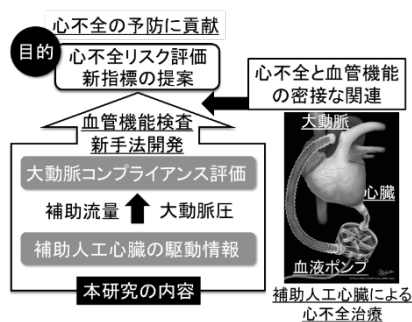 心不全の予防に貢献
目的
心不全リスク評価
新指標の提案
心不全と血管機能
の密接な関連
血管機能検査
新手法開発
大動脈コンプライアンス評価
補助流量
大動脈圧
補助人工心臓の駆動情報
本研究の内容
大動脈
心臓
血液ポンプ
補助人工心臓による
心不全治療